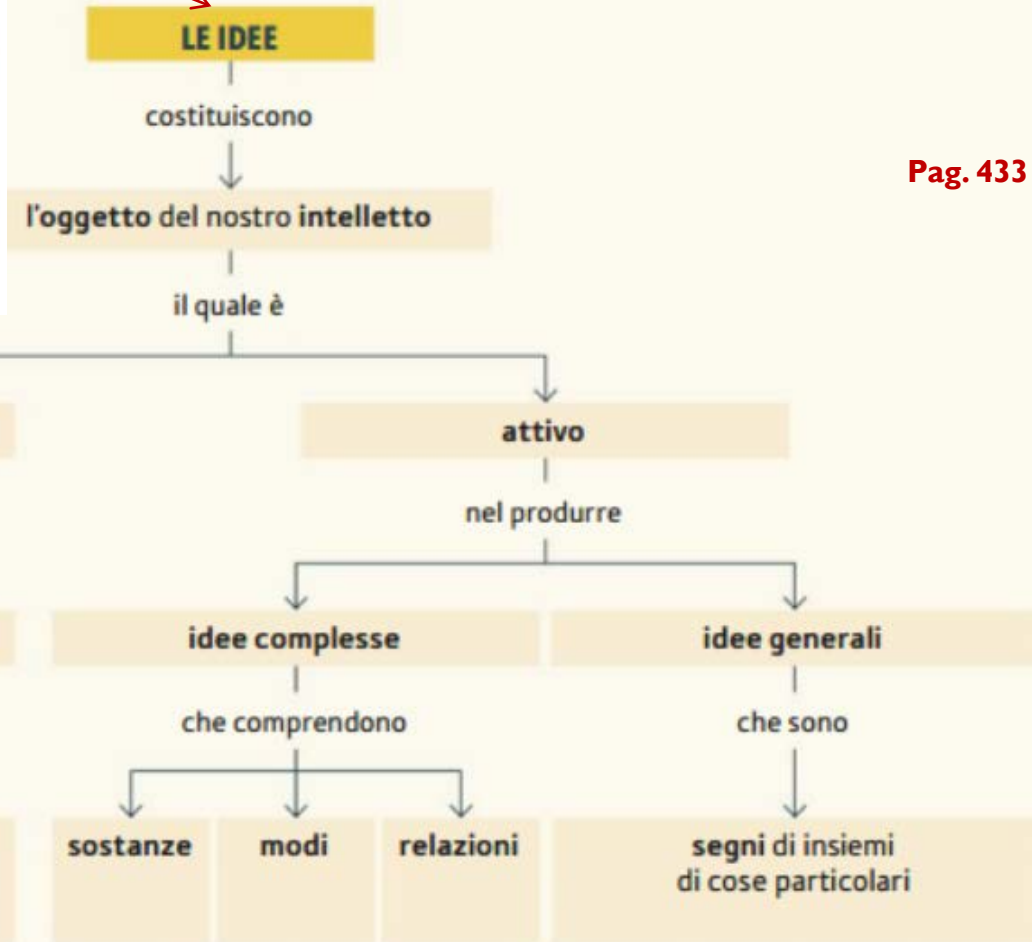 LE IDEE
costituiscono
Pag. 433
l'oggetto del nostro intelletto
il quale è
attivo
nel produrre
idee complesse
idee generali
che comprendono
che sono
sostanze
modi
relazioni
segni di insiemi
di cose particolari